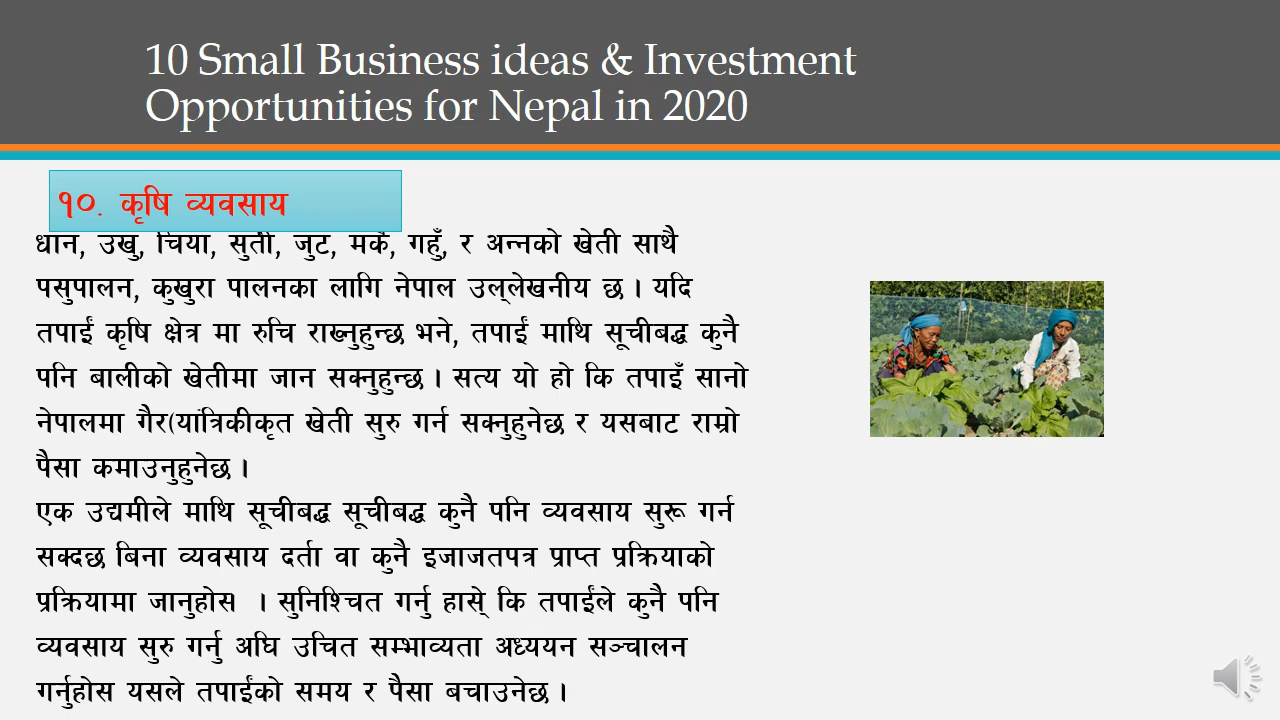 10 Small Business ideas & Investment
Opportunities for Nepal in 2020
१०. कृषि व्यवसाय
धान, उखु, चिया, सुती, जुट, मकै, गहुँ, र अन्नको खेती साथै
पसुपालन, कुखुरा पालनका लागि नेपाल उल्लेखनीय छ । यदि
तपाईं कृषि क्षेत्र मा रुचि राख्नुहुन्छ भने, तपाईं माथि सूचीबद्ध कुनै
पनि बालीको खेतीमा जान सक्नुहुन्छ । सत्य यो हो कि तपाइँ सानो
नेपालमा गैर(यांत्रिकीकृत खेती सुरु गर्न सक्नुहुनेछ र यसबाट राम्रो
पैसा कमाउनुहुनेछ ।
एक उद्यमीले माथि सूचीबद्ध सूचीबद्ध कुनै पनि व्यवसाय सुरू गर्न
सक्दछ बिना व्यवसाय दर्ता वा कुनै इजाजतपत्र प्राप्त प्रक्रियाको
प्रक्रियामा जानुहोस । सुनिश्चित गर्नु हासे् कि तपाईंले कुनै पनि
व्यवसाय सुरु गर्नु अघि उचित सम्भाव्यता अध्ययन सञ्चालन
गर्नुहोस यसले तपाईंको समय र पैसा बचाउनेछ ।